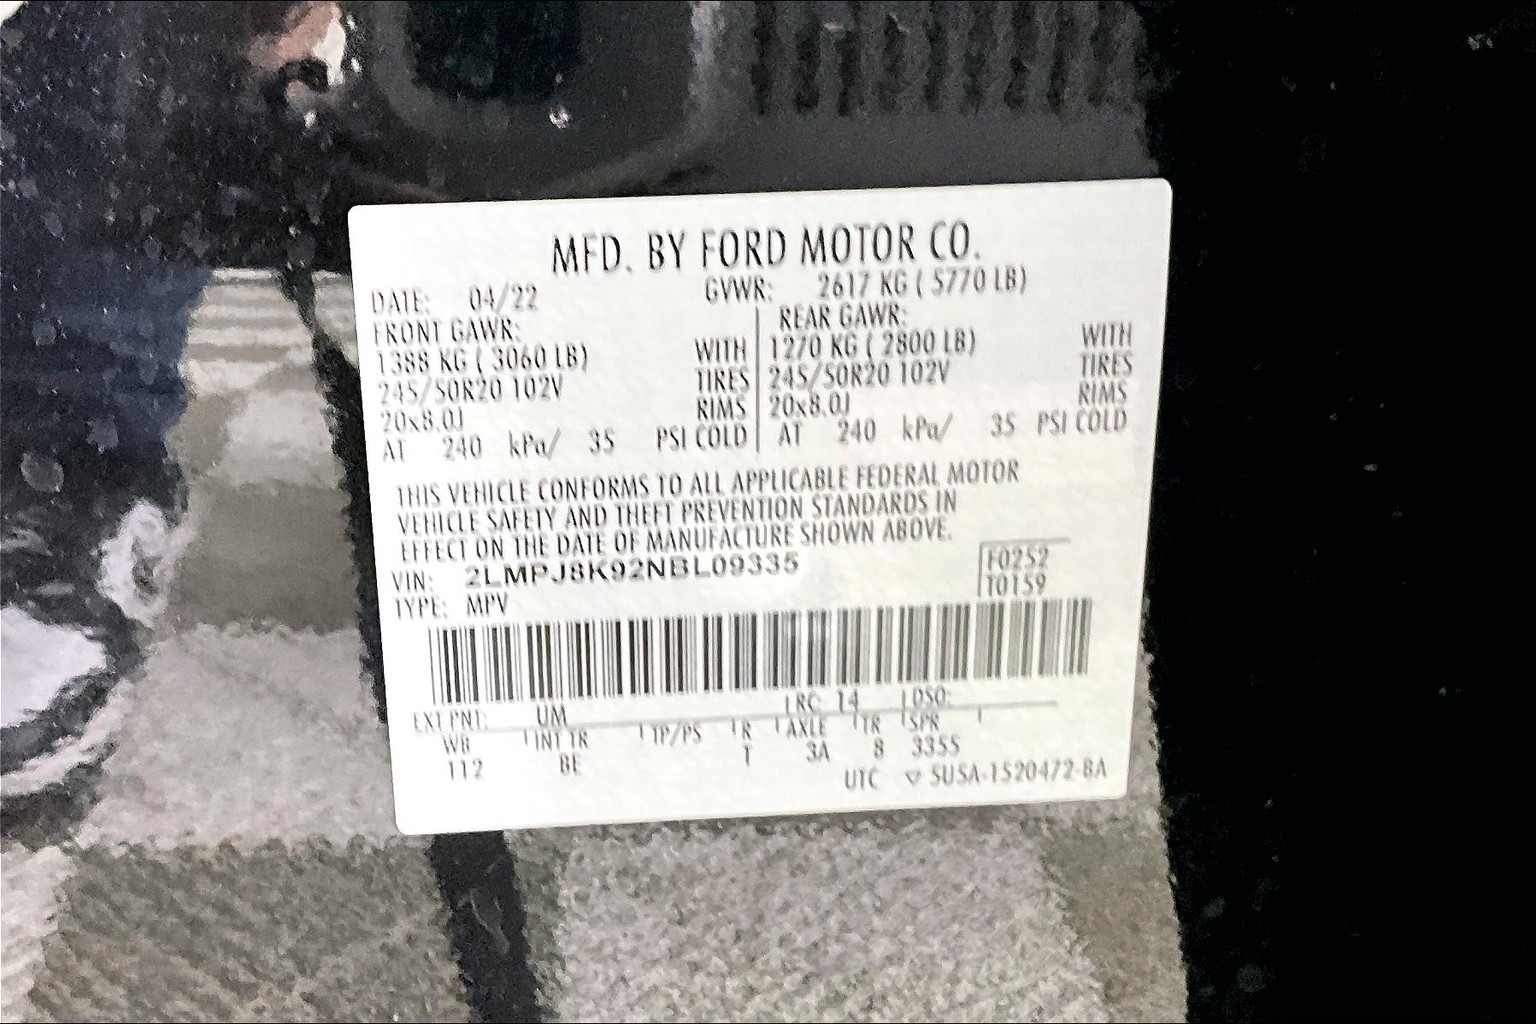 MFD. BY FORD MOTOR CO.
DATE: 04/22 GVWR: 2617 KG ( 5770 LB)
FRONT GAWR: REAR GAWR:
1388 KG ( 3060 LB) WITH 1270 KG ( 2800 LB) WITH
245/50R20 102V TIRES 245/50R20 102V TIRES
20x8.0J RIMS 20x8.0J RIMS
AT 240 kPa/ 35 PSI COLD AT 240 kPa/ 35 PSI COLD
THIS VEHICLE CONFORMS TO ALL APPLICABLE FEDERAL MOTOR
VEHICLE SAFETY AND THEFT PREVENTION STANDARDS IN
EFFECT ON THE DATE OF MANUFACTURE SHOWN ABOVE.
VIN: 2LMPJ8K92NBL09335 F0252
TYPE: MPV T0159
EXT PNT: UM LRC 14 DSO:
WB INT TR TP/PS R AXLE TR SPR
112 BE T 3A 8 33SS
UTC ▽ 5U5A-1520472-BA